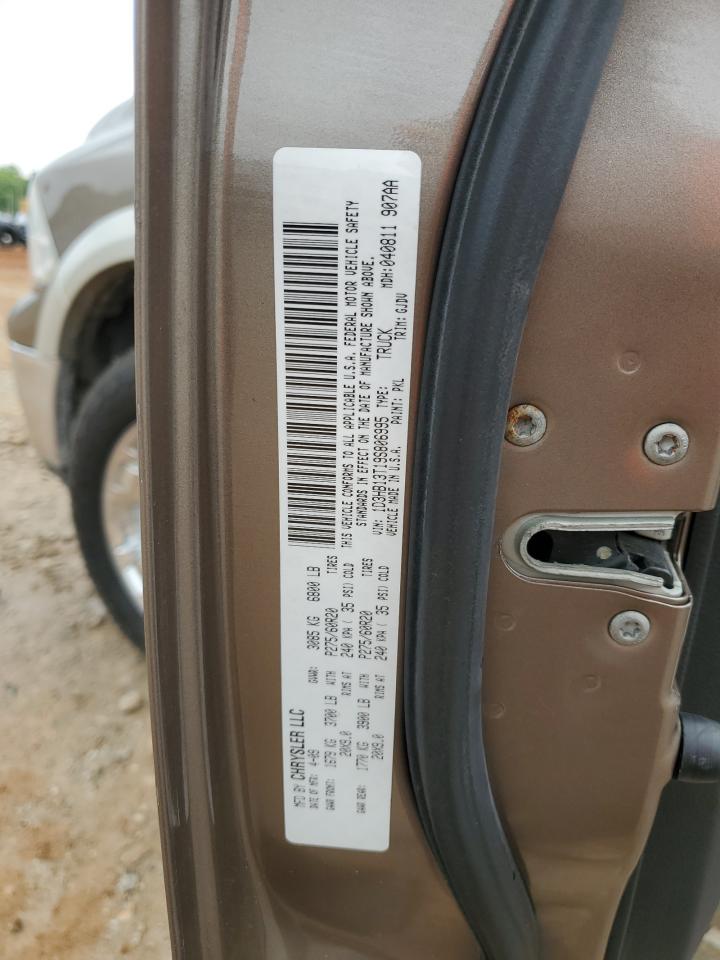 MFD BY CHRYSLER LLC
DATE OF MFR: 4-09 GVWR: 3085 KG 6800 LB
GAWR FRONT: 1679 KG 3700 LB WITH P275/60R20 TIRES
20X9.0 RIMS AT 240 KPA ( 35 PSI) COLD
GAWR REAR: 1770 KG 3900 LB WITH P275/60R20 TIRES
20X9.0 RIMS AT 240 KPA ( 35 PSI) COLD
THIS VEHICLE CONFORMS TO ALL APPLICABLE U.S.A. FEDERAL MOTOR VEHICLE SAFETY
STANDARDS IN EFFECT ON THE DATE OF MANUFACTURE SHOWN ABOVE.
VIN: 1D3HB13T19S806995 TYPE: TRUCK MDH:040811 907AA
VEHICLE MADE IN U.S.A. PAINT: PKL TRIM: GJDV